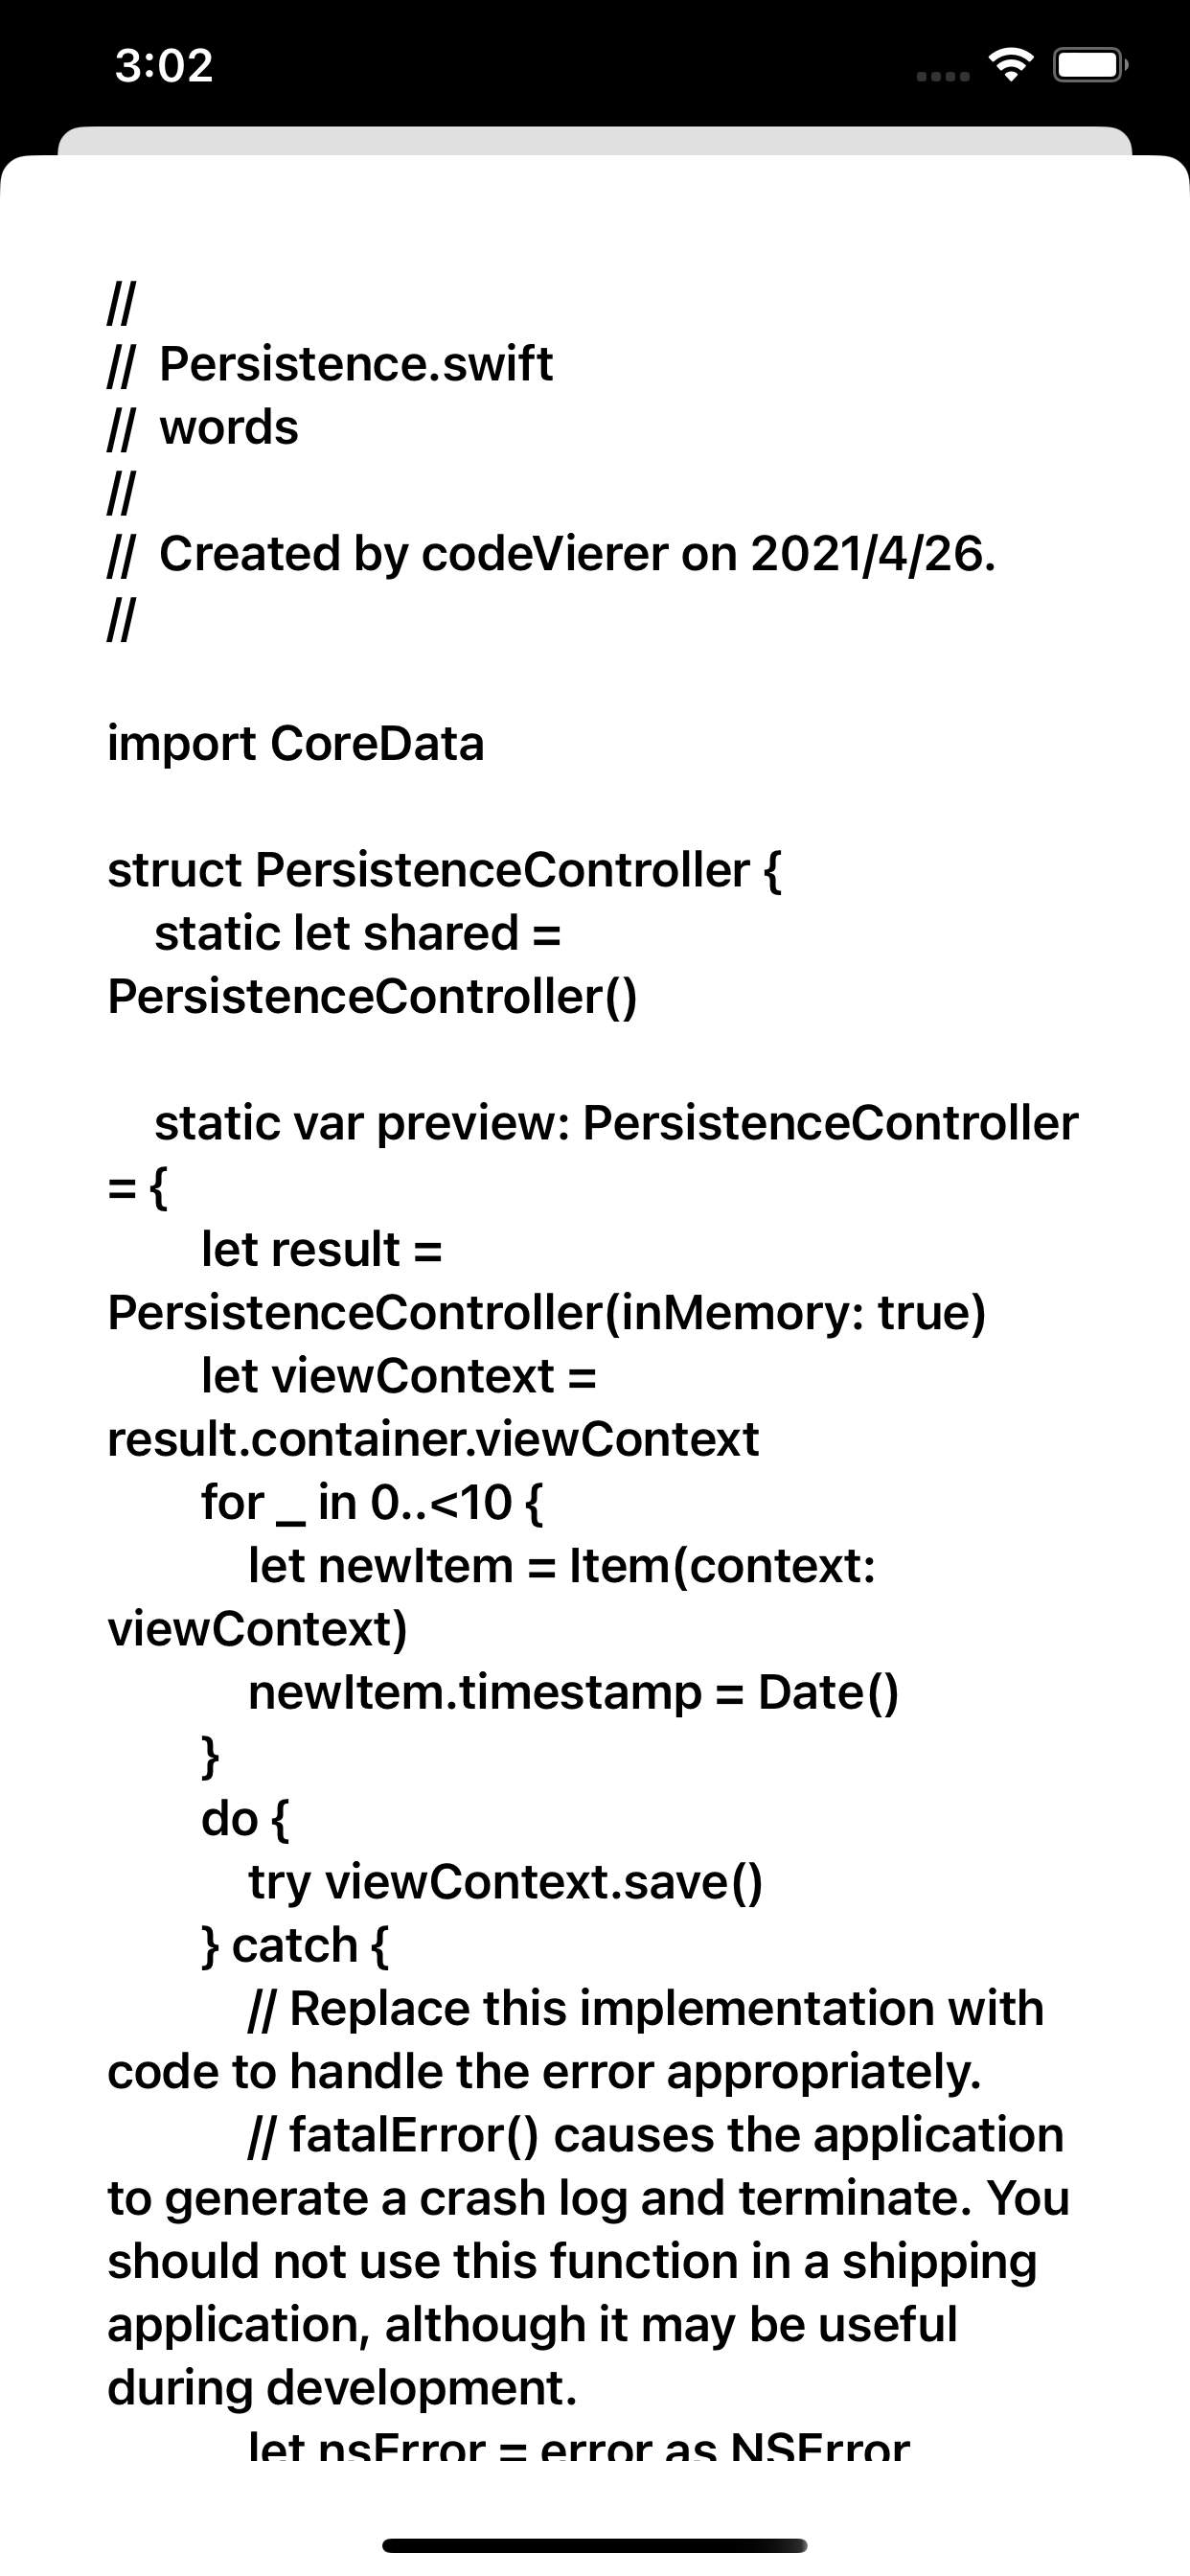 3:02
//
//  Persistence.swift
//  words
//
//  Created by codeVierer on 2021/4/26.
//
import CoreData
struct PersistenceController {
    static let shared =
PersistenceController()
    static var preview: PersistenceController
= {
        let result =
PersistenceController(inMemory: true)
        let viewContext =
result.container.viewContext
        for _ in 0..<10 {
            let newItem = Item(context:
viewContext)
            newItem.timestamp = Date()
        }
        do {
            try viewContext.save()
        } catch {
            // Replace this implementation with
code to handle the error appropriately.
            // fatalError() causes the application
to generate a crash log and terminate. You
should not use this function in a shipping
application, although it may be useful
during development.
            let nsError = error as NSError